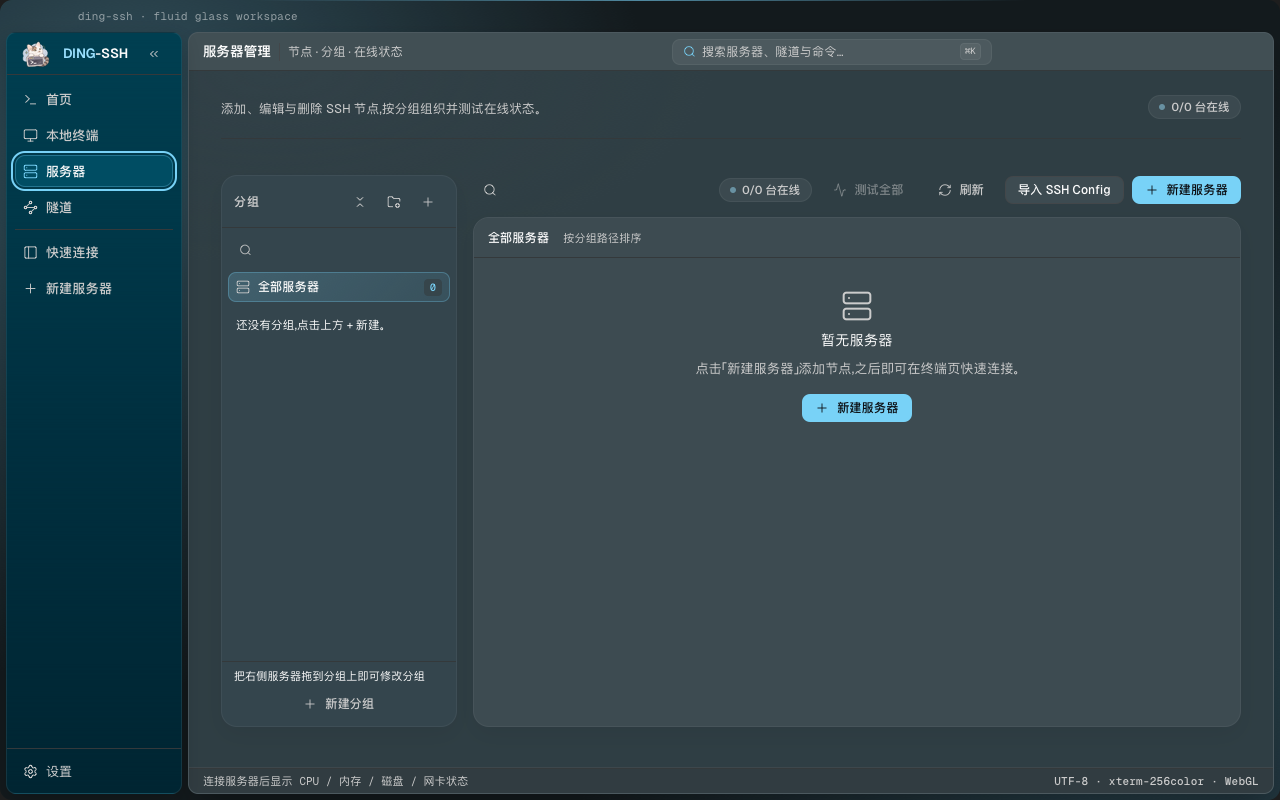 ding-ssh · fluid glass workspace
DING-SSH
首页
本地终端
服务器
隧道
快速连接
新建服务器
设置
服务器管理 节点 · 分组 · 在线状态
搜索服务器、隧道与命令… ⌘K
添加、编辑与删除 SSH 节点,按分组组织并测试在线状态。
0/0 台在线
分组
全部服务器 0
还没有分组,点击上方 + 新建。
把右侧服务器拖到分组上即可修改分组
新建分组
0/0 台在线 测试全部 刷新 导入 SSH Config 新建服务器
全部服务器 按分组路径排序
暂无服务器
点击「新建服务器」添加节点,之后即可在终端页快速连接。
新建服务器
连接服务器后显示 CPU / 内存 / 磁盘 / 网卡状态
UTF-8 · xterm-256color · WebGL